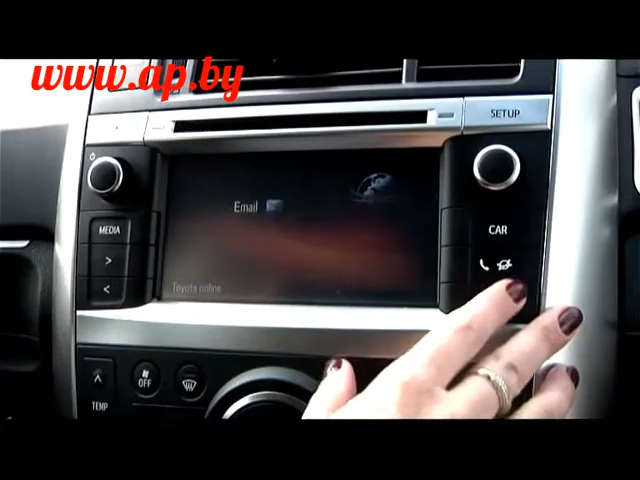 www.ap.by
SETUP
MEDIA
>
<
Email
CAR
Toyota online
TEMP
OFF